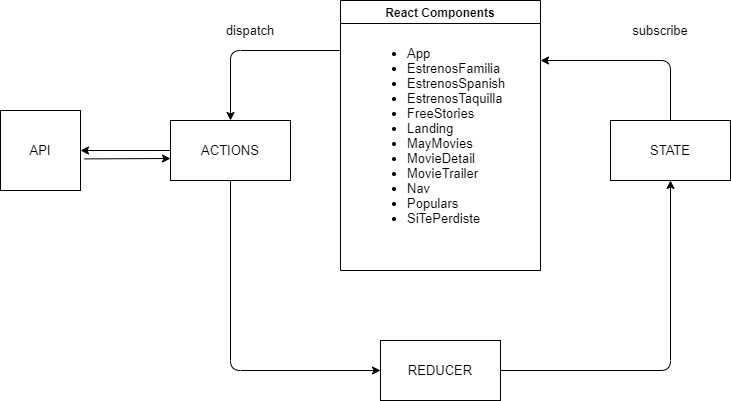 React Components
dispatch
subscribe
App
EstrenosFamilia
EstrenosSpanish
EstrenosTaquilla
FreeStories
Landing
MayMovies
MovieDetail
MovieTrailer
Nav
Populars
SiTePerdiste
API
ACTIONS
STATE
REDUCER